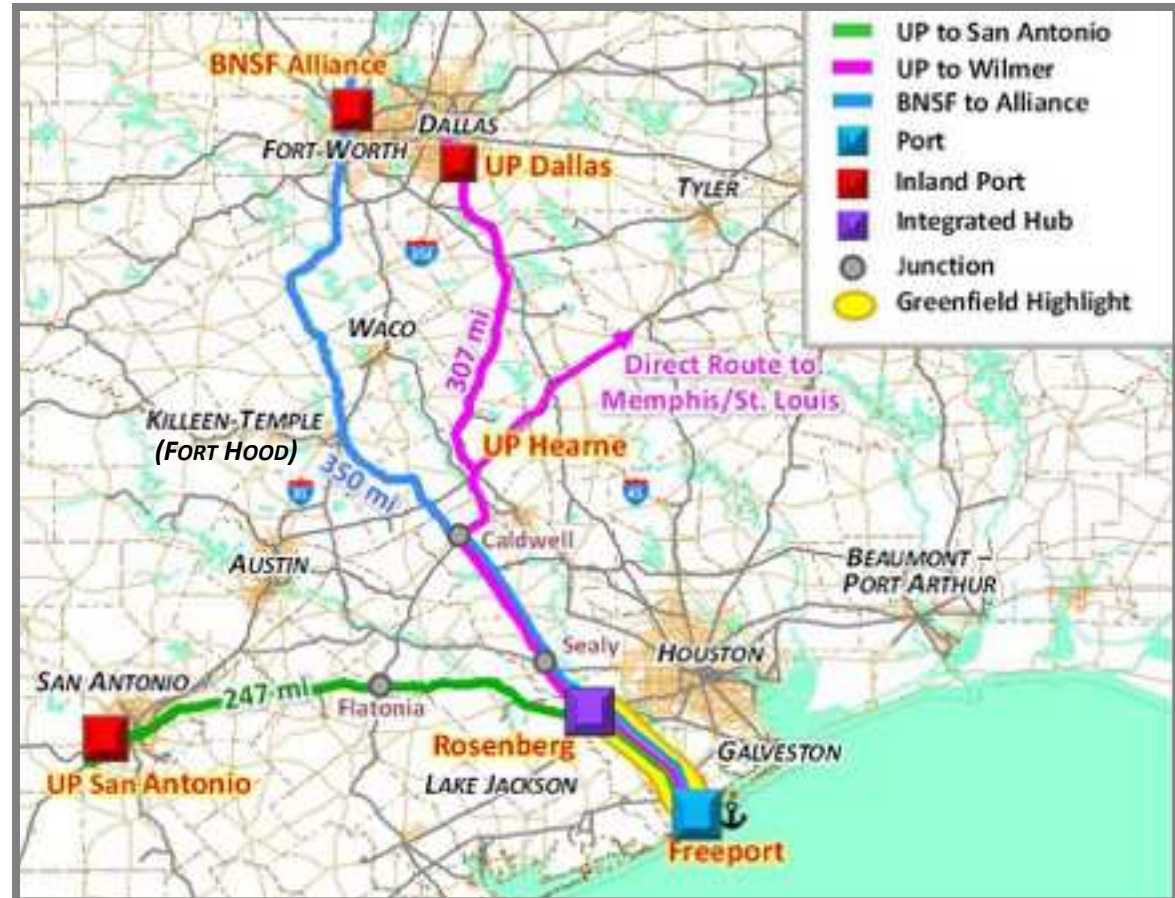 UP to San Antonio
UP to Wilmer
BNSF to Alliance
Port
Inland Port
Integrated Hub
Junction
Greenfield Highlight
BNSF Alliance
DALLAS
FORT-WORTH
UP Dallas
TYLER
WACO
307 mi
Direct Route to
Memphis/St. Louis
KILLEEN-TEMPLE
(FORT HOOD)
UP Hearne
350 mi
45
Caldwell
AUSTIN
BEAUMONT –
PORT ARTHUR
Sealy
HOUSTON
SAN ANTONIO
247 mi
Flatonia
Rosenberg
GALVESTON
UP San Antonio
LAKE JACKSON
Freeport